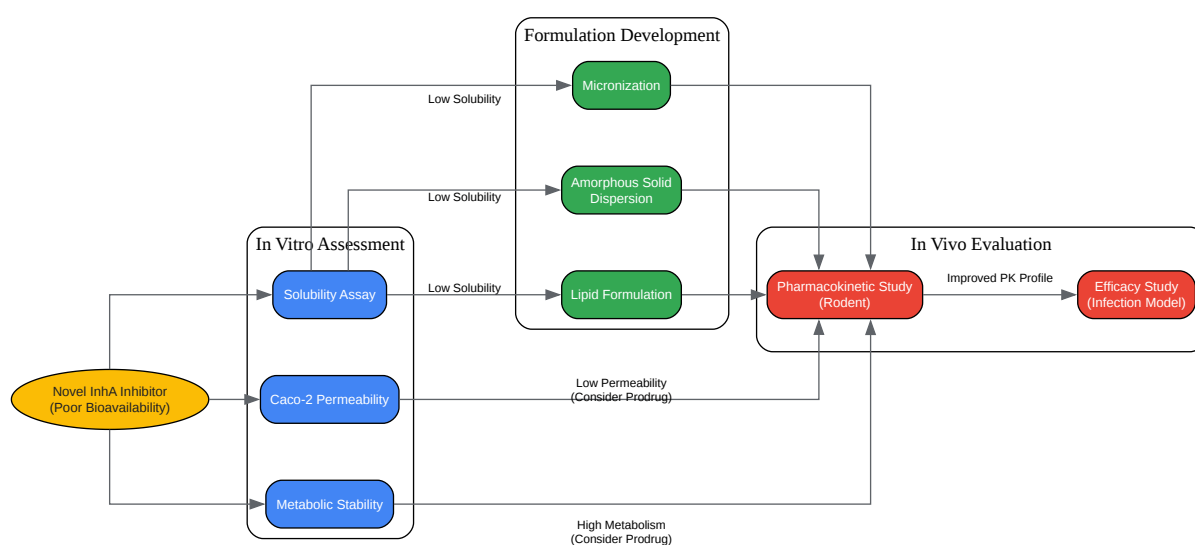 Formulation Development
Micronization
Low Solubility
Amorphous Solid
Dispersion
Low Solubility
In Vitro Assessment
In Vivo Evaluation
Solubility Assay
Low Solubility
Lipid Formulation
Pharmacokinetic Study
(Rodent)
Improved PK Profile
Efficacy Study
(Infection Model)
Novel InhA Inhibitor
(Poor Bioavailability)
Caco-2 Permeability
Low Permeability
(Consider Prodrug)
Metabolic Stability
High Metabolism
(Consider Prodrug)